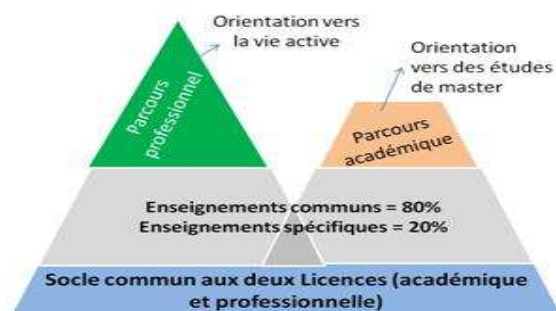 Orientation vers
la vie active
Orientation
vers des études
de master
Parcours
professionnel
Parcours
académique
Enseignements communs = 80%
Enseignements spécifiques = 20%
Socle commun aux deux Licences (académique
et professionnelle)